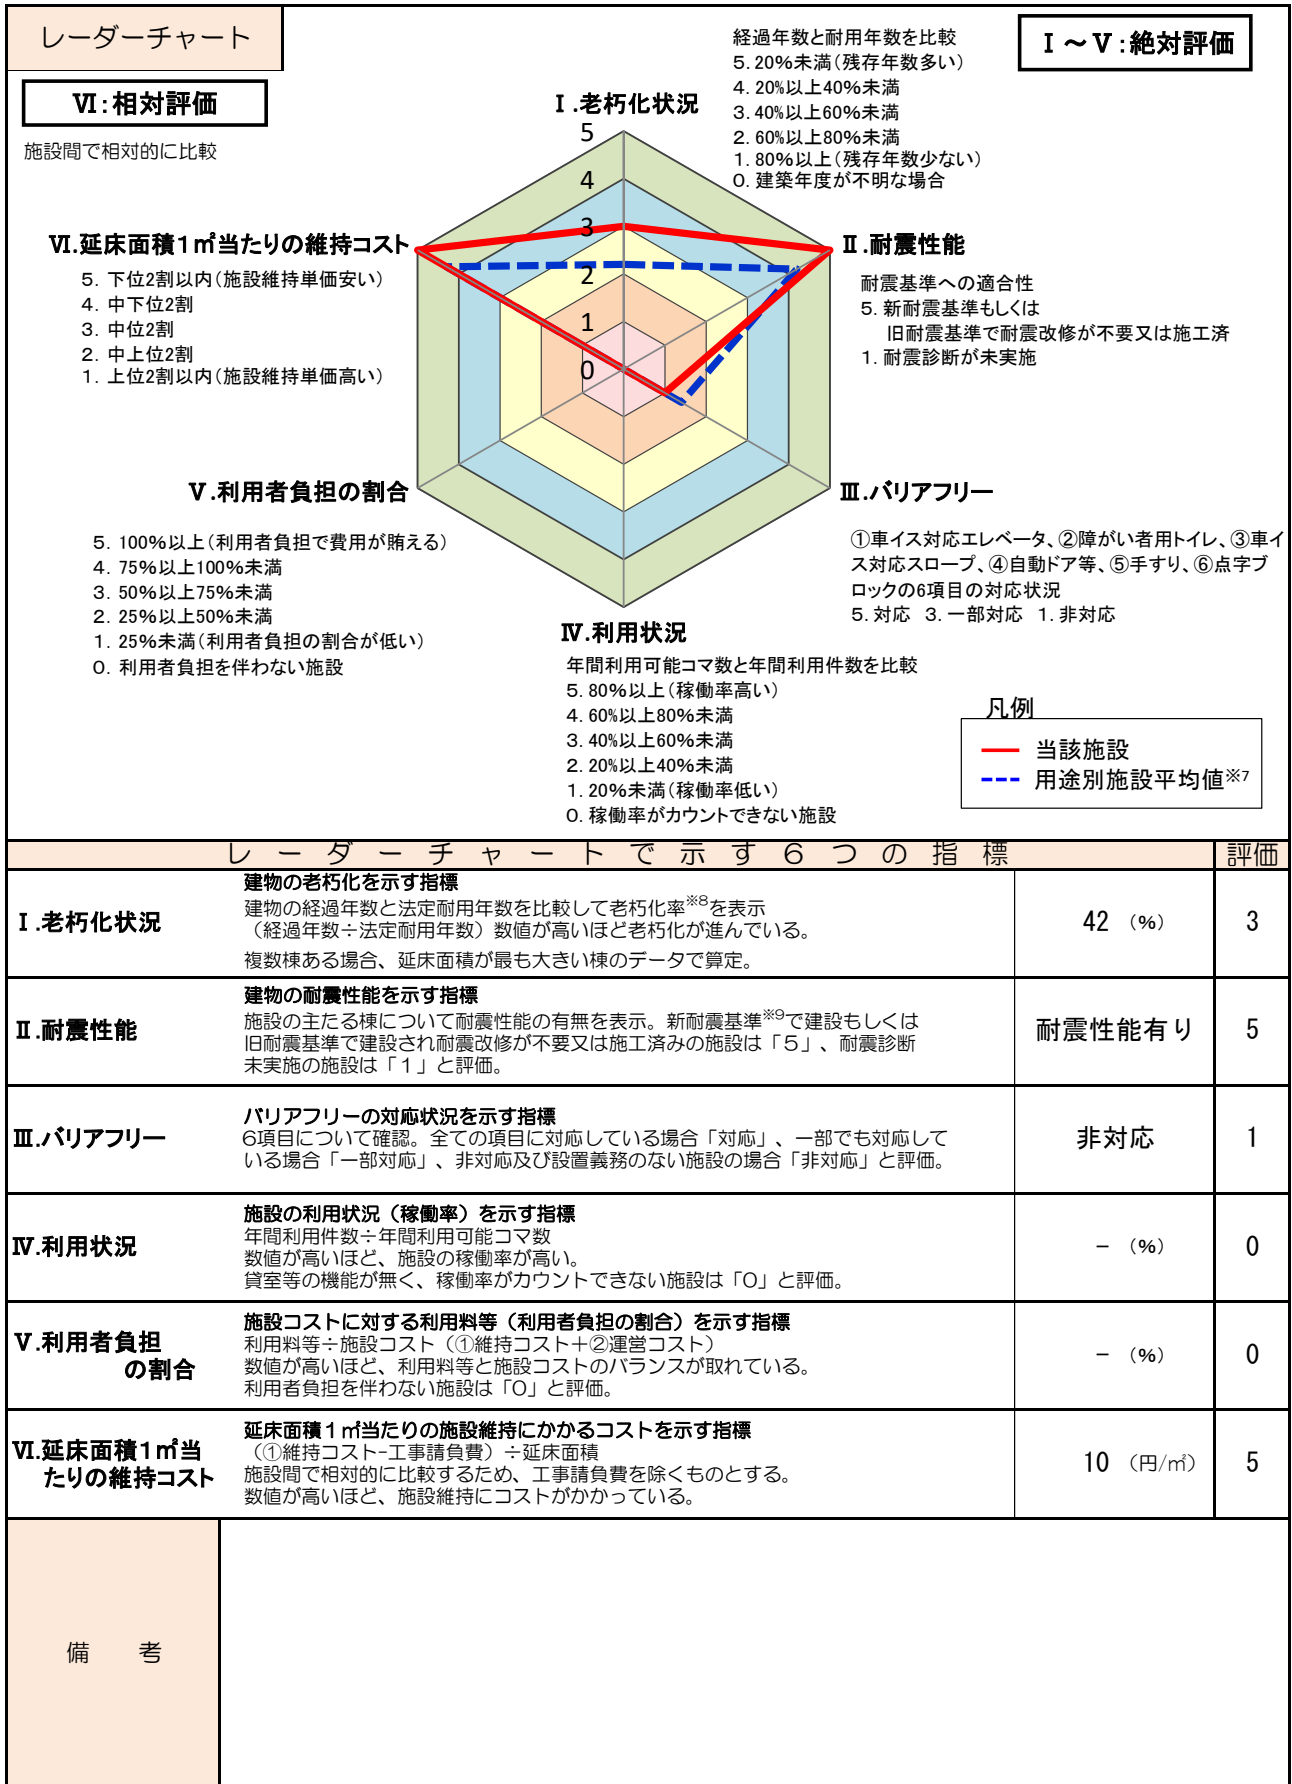 レーダーチャート
Ⅰ～Ⅴ:絶対評価
Ⅵ:相対評価
施設間で相対的に比較
経過年数と耐用年数を比較
5.20%未満(残存年数多い)
4.20%以上40%未満
3.40%以上60%未満
2.60%以上80%未満
1.80%以上(残存年数少ない)
0.建築年度が不明な場合
Ⅰ.老朽化状況
5
4
3
2
1
0
Ⅵ.延床面積1㎡当たりの維持コスト
5.下位2割以内(施設維持単価安い)
4.中下位2割
3.中位2割
2.中上位2割
1.上位2割以内(施設維持単価高い)
Ⅱ.耐震性能
耐震基準への適合性
5.新耐震基準もしくは
旧耐震基準で耐震改修が不要又は施工済
1.耐震診断が未実施
Ⅴ.利用者負担の割合
5.100%以上(利用者負担で費用が賄える)
4.75%以上100%未満
3.50%以上75%未満
2.25%以上50%未満
1.25%未満(利用者負担の割合が低い)
0.利用者負担を伴わない施設
Ⅲ.バリアフリー
①車イス対応エレベータ、②障がい者用トイレ、③車イ
ス対応スロープ、④自動ドア等、⑤手すり、⑥点字ブ
ロックの6項目の対応状況
5.対応 3.一部対応 1.非対応
Ⅳ.利用状況
年間利用可能コマ数と年間利用件数を比較
5.80%以上(稼働率高い)
4.60%以上80%未満
3.40%以上60%未満
2.20%以上40%未満
1.20%未満(稼働率低い)
0.稼働率がカウントできない施設
凡例
当該施設
用途別施設平均値※7
レーダーチャートで示す6つの指標 評価
Ⅰ.老朽化状況
建物の老朽化を示す指標
建物の経過年数と法定耐用年数を比較して老朽化率※8を表示
(経過年数÷法定耐用年数)数値が高いほど老朽化が進んでいる。
複数棟ある場合、延床面積が最も大きい棟のデータで算定。
42 (%) 3
Ⅱ.耐震性能
建物の耐震性能を示す指標
施設の主たる棟について耐震性能の有無を表示。新耐震基準※9で建設もしくは
旧耐震基準で建設され耐震改修が不要又は施工済みの施設は「5」、耐震診断
未実施の施設は「1」と評価。
耐震性能有り 5
Ⅲ.バリアフリー
バリアフリーの対応状況を示す指標
6項目について確認。全ての項目に対応している場合「対応」、一部でも対応して
いる場合「一部対応」、非対応及び設置義務のない施設の場合「非対応」と評価。
非対応 1
Ⅳ.利用状況
施設の利用状況(稼働率)を示す指標
年間利用件数÷年間利用可能コマ数
数値が高いほど、施設の稼働率が高い。
貸室等の機能が無く、稼働率がカウントできない施設は「0」と評価。
- (%) 0
Ⅴ.利用者負担
の割合
施設コストに対する利用料等(利用者負担の割合)を示す指標
利用料等÷施設コスト(①維持コスト+②運営コスト)
数値が高いほど、利用料等と施設コストのバランスが取れている。
利用者負担を伴わない施設は「0」と評価。
- (%) 0
Ⅵ.延床面積1㎡当
たりの維持コスト
延床面積1㎡当たりの施設維持にかかるコストを示す指標
(①維持コスト-工事請負費)÷延床面積
施設間で相対的に比較するため、工事請負費を除くものとする。
数値が高いほど、施設維持にコストがかかっている。
10 (円/㎡) 5
備 考